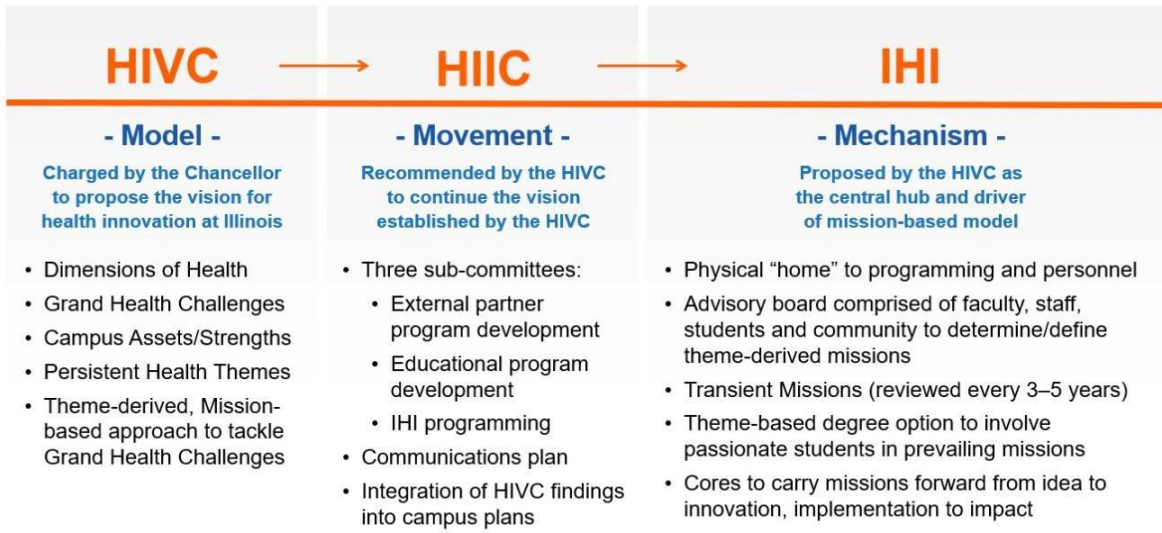 HIVC
- Model -
Charged by the Chancellor
to propose the vision for
health innovation at Illinois
• Dimensions of Health
• Grand Health Challenges
• Campus Assets/Strengths
• Persistent Health Themes
• Theme-derived, Mission-
based approach to tackle
Grand Health Challenges
HIIC
- Movement -
Recommended by the HIVC
to continue the vision
established by the HIVC
• Three sub-committees:
• External partner
program development
• Educational program
development
• IHI programming
• Communications plan
• Integration of HIVC findings
into campus plans
IHI
- Mechanism -
Proposed by the HIVC as
the central hub and driver
of mission-based model
• Physical “home” to programming and personnel
• Advisory board comprised of faculty, staff,
students and community to determine/define
theme-derived missions
• Transient Missions (reviewed every 3–5 years)
• Theme-based degree option to involve
passionate students in prevailing missions
• Cores to carry missions forward from idea to
innovation, implementation to impact